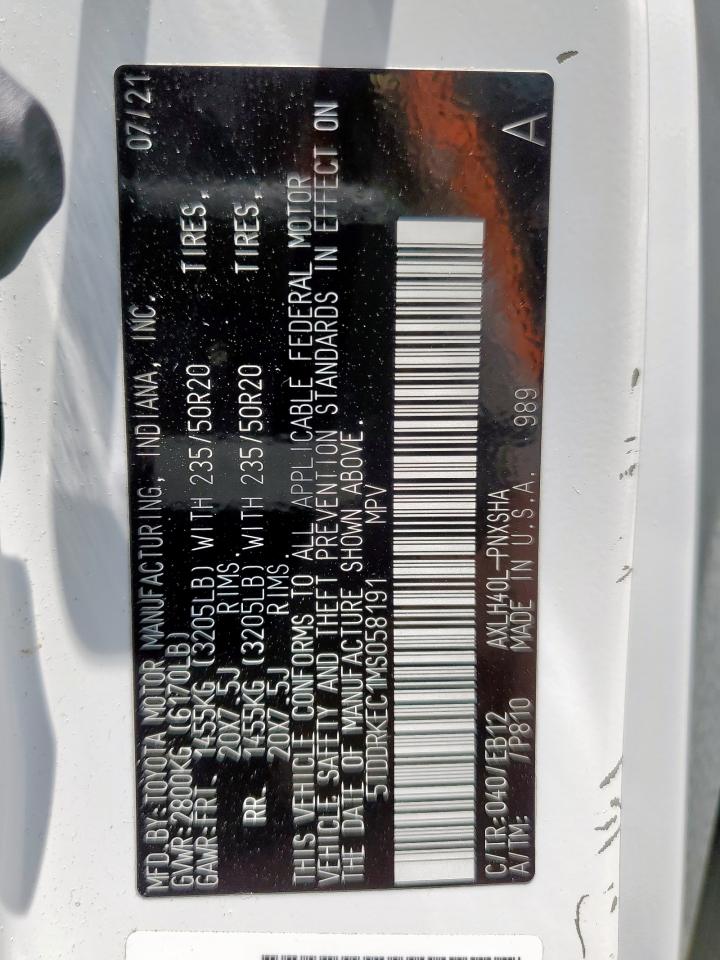 MFD.BY: TOYOTA MOTOR MANUFACTURING, INDIANA, INC. 07/21
GVWR:2800KG (6170LB)
GAWR:FRT. 1455KG (3205LB) WITH 235/50R20 TIRES,
20X7.5J RIMS.
RR. 1455KG (3205LB) WITH 235/50R20 TIRES,
20X7.5J RIMS.
THIS VEHICLE CONFORMS TO ALL APPLICABLE FEDERAL MOTOR
VEHICLE SAFETY AND THEFT PREVENTION STANDARDS IN EFFECT ON
THE DATE OF MANUFACTURE SHOWN ABOVE.
5TDDRKEC1MS058191 MPV
C/TR:040/EB12 AXLH40L-PNXSHA
A/TM: /P810 MADE IN U.S.A. 989 A